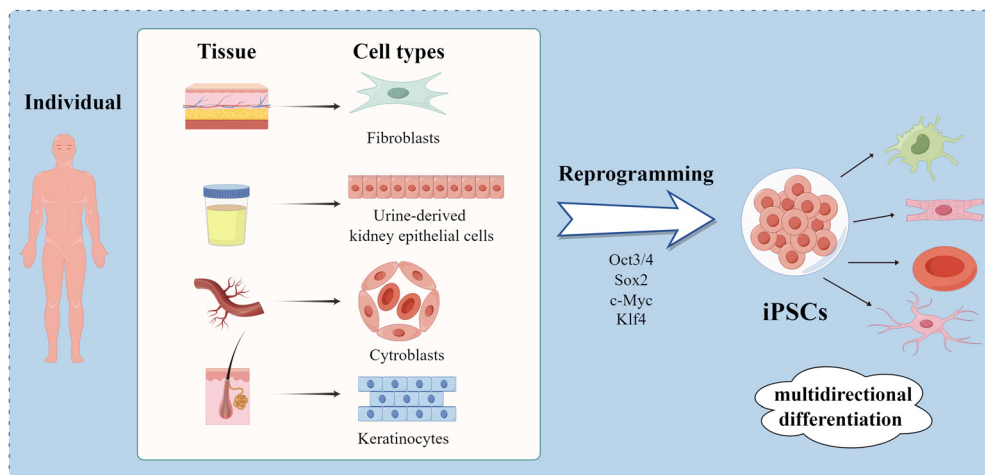 Individual
Tissue
Cell types
Fibroblasts
Urine-derived
kidney epithelial cells
Cytroblasts
Keratinocytes
Reprogramming
Oct3/4
Sox2
c-Myc
Klf4
iPSCs
multidirectional
differentiation